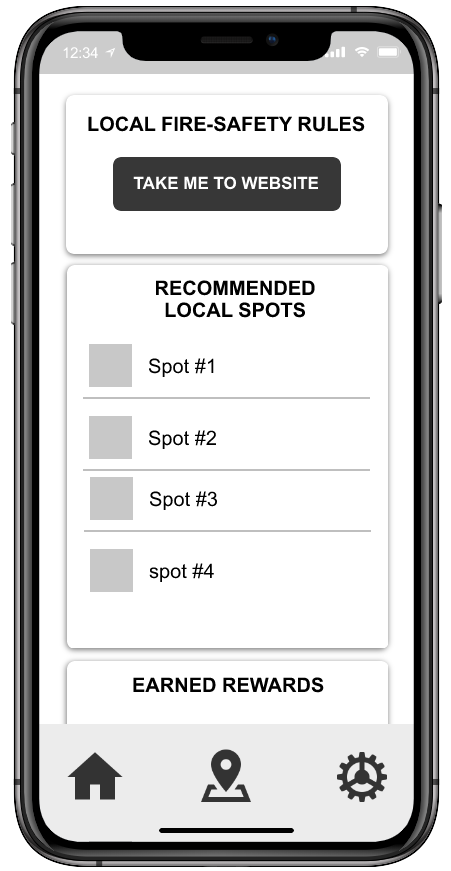 12:34
LOCAL FIRE-SAFETY RULES
TAKE ME TO WEBSITE
RECOMMENDED
LOCAL SPOTS
Spot #1
Spot #2
Spot #3
spot #4
EARNED REWARDS